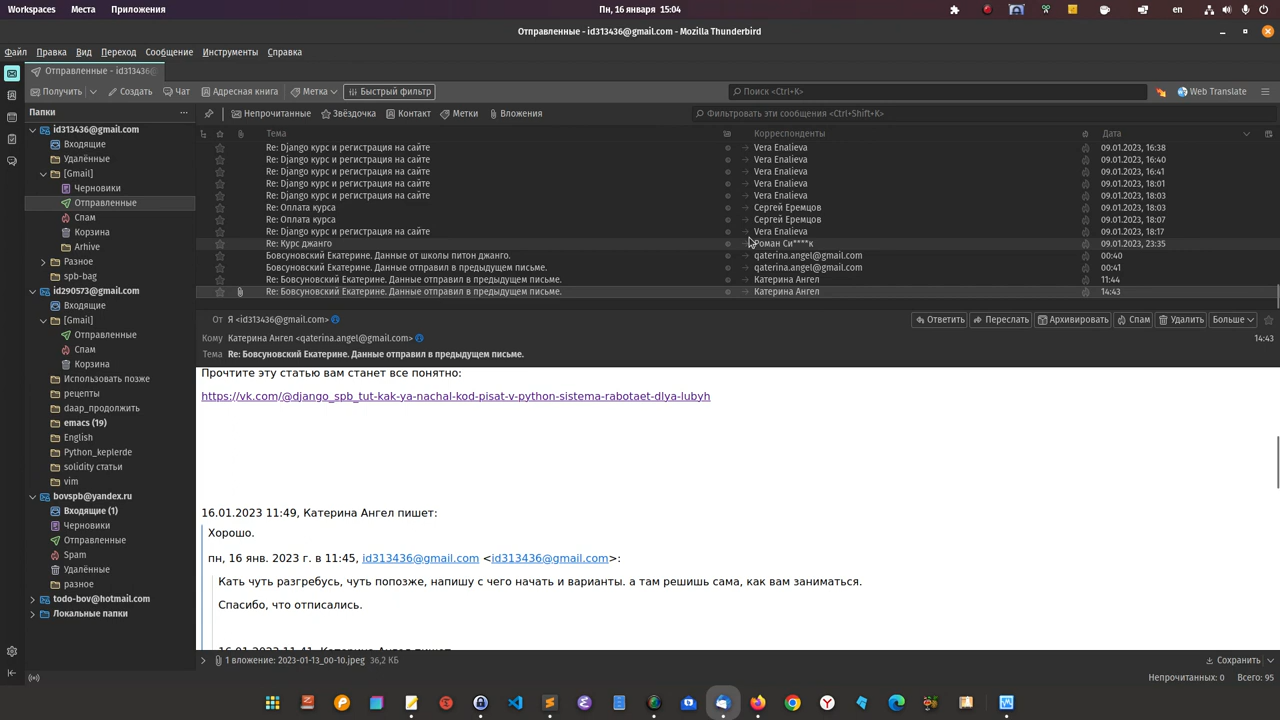 Workspaces Места Приложения Пн, 16 января 15:04 en
Отправленные - id313436@gmail.com - Mozilla Thunderbird
Файл Правка Вид Переход Сообщение Инструменты Справка
Отправленные - id313436@
Получить Создать Чат Адресная книга Метка Быстрый фильтр Поиск <Ctrl+K> Web Translate
Папки ··· Непрочитанные Звёздочка Контакт Метки Вложения Фильтровать эти сообщения <Ctrl+Shift+K>
id313436@gmail.com
Входящие
Удалённые
[Gmail]
Черновики
Отправленные
Спам
Корзина
Arhive
Разное
spb-bag
id290573@gmail.com
Входящие
[Gmail]
Отправленные
Спам
Корзина
Использовать позже
рецепты
daap_продолжить
emacs (19)
English
Python_keplerde
solidity статьи
vim
bovspb@yandex.ru
Входящие (1)
Черновики
Отправленные
Spam
Удалённые
разное
todo-bov@hotmail.com
Локальные папки
Тема Корреспонденты Дата
Re: Django курс и регистрация на сайте Vera Enalieva 09.01.2023, 16:38
Re: Django курс и регистрация на сайте Vera Enalieva 09.01.2023, 16:40
Re: Django курс и регистрация на сайте Vera Enalieva 09.01.2023, 16:41
Re: Django курс и регистрация на сайте Vera Enalieva 09.01.2023, 18:01
Re: Django курс и регистрация на сайте Vera Enalieva 09.01.2023, 18:03
Re: Оплата курса Сергей Еремцов 09.01.2023, 18:03
Re: Оплата курса Сергей Еремцов 09.01.2023, 18:07
Re: Django курс и регистрация на сайте Vera Enalieva 09.01.2023, 18:17
Re: Курс джанго Роман Си****к 09.01.2023, 23:35
Бовсуновский Екатерине. Данные от школы питон джанго. qaterina.angel@gmail.com 00:40
Бовсуновский Екатерине. Данные отправил в предыдущем письме. qaterina.angel@gmail.com 00:41
Re: Бовсуновский Екатерине. Данные отправил в предыдущем письме. Катерина Ангел 11:44
Re: Бовсуновский Екатерине. Данные отправил в предыдущем письме. Катерина Ангел 14:43
От Я <id313436@gmail.com> Ответить Переслать Архивировать Спам Удалить Больше
Кому Катерина Ангел <qaterina.angel@gmail.com> 14:43
Тема Re: Бовсуновский Екатерине. Данные отправил в предыдущем письме.
Прочтите эту статью вам станет все понятно:
https://vk.com/@django_spb_tut-kak-ya-nachal-kod-pisat-v-python-sistema-rabotaet-dlya-lubyh
16.01.2023 11:49, Катерина Ангел пишет:
Хорошо.
пн, 16 янв. 2023 г. в 11:45, id313436@gmail.com <id313436@gmail.com>:
Кать чуть разгребусь, чуть попозже, напишу с чего начать и варианты. а там решишь сама, как вам заниматься.
Спасибо, что отписались.
16.01.2023 11:41, Катерина Ангел пишет:
1 вложение: 2023-01-13_00-10.jpeg 36,2 КБ Сохранить
Непрочитанных: 0 Всего: 95